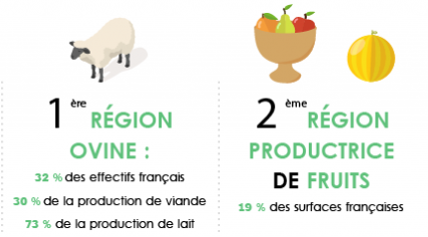 1ère RÉGION
OVINE :
32 % des effectifs français
30 % de la production de viande
73 % de la production de lait
2ème RÉGION
PRODUCTRICE
DE FRUITS
19 % des surfaces françaises